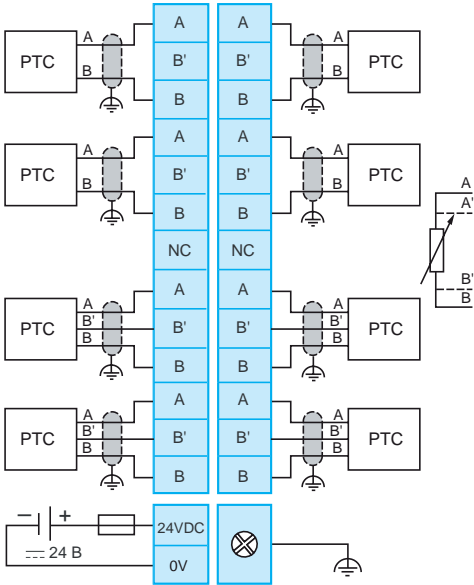 A A
A A
PTC B' B' PTC
B B
B B
A A
A A
PTC B' B' PTC
B B
B B
A
A'
NC NC
B'
B
A A
A A
PTC B' B' B' B' PTC
B B
B B
A A
A A
PTC B' B' B' B' PTC
B B
B B
− + 24VDC
24 В
0V